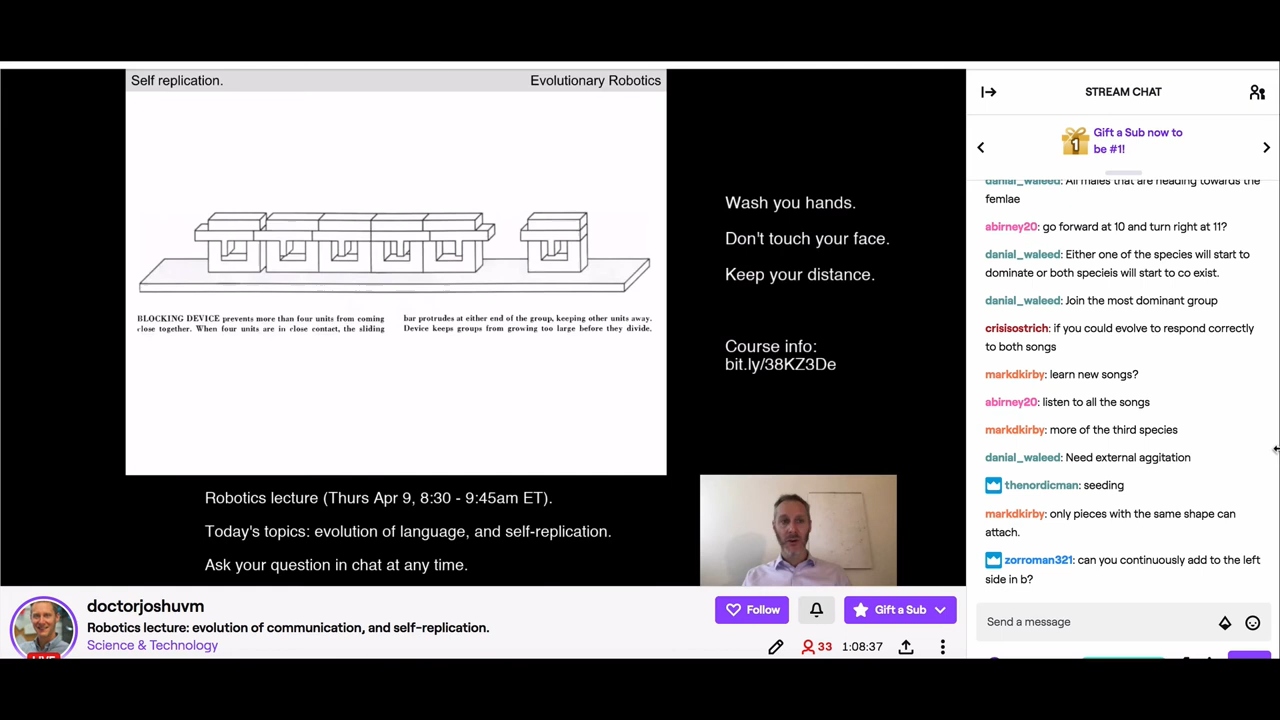 Self replication.
Evolutionary Robotics
BLOCKING DEVICE prevents more than four units from coming
close together. When four units are in close contact, the sliding
bar protrudes at either end of the group, keeping other units away.
Device keeps groups from growing too large before they divide.
Wash you hands.
Don't touch your face.
Keep your distance.
Course info:
bit.ly/38KZ3De
Robotics lecture (Thurs Apr 9, 8:30 - 9:45am ET).
Today's topics: evolution of language, and self-replication.
Ask your question in chat at any time.
doctorjoshuvm
Robotics lecture: evolution of communication, and self-replication.
Science & Technology
LIVE
Follow
Gift a Sub
33
1:08:37
STREAM CHAT
1
Gift a Sub now to
be #1!
danial_waleed: All males that are heading towards the
femlae
abirney20: go forward at 10 and turn right at 11?
danial_waleed: Either one of the species will start to
dominate or both specieis will start to co exist.
danial_waleed: Join the most dominant group
crisisostrich: if you could evolve to respond correctly
to both songs
markdkirby: learn new songs?
abirney20: listen to all the songs
markdkirby: more of the third species
danial_waleed: Need external aggitation
thenordicman: seeding
markdkirby: only pieces with the same shape can
attach.
zorroman321: can you continuously add to the left
side in b?
Send a message